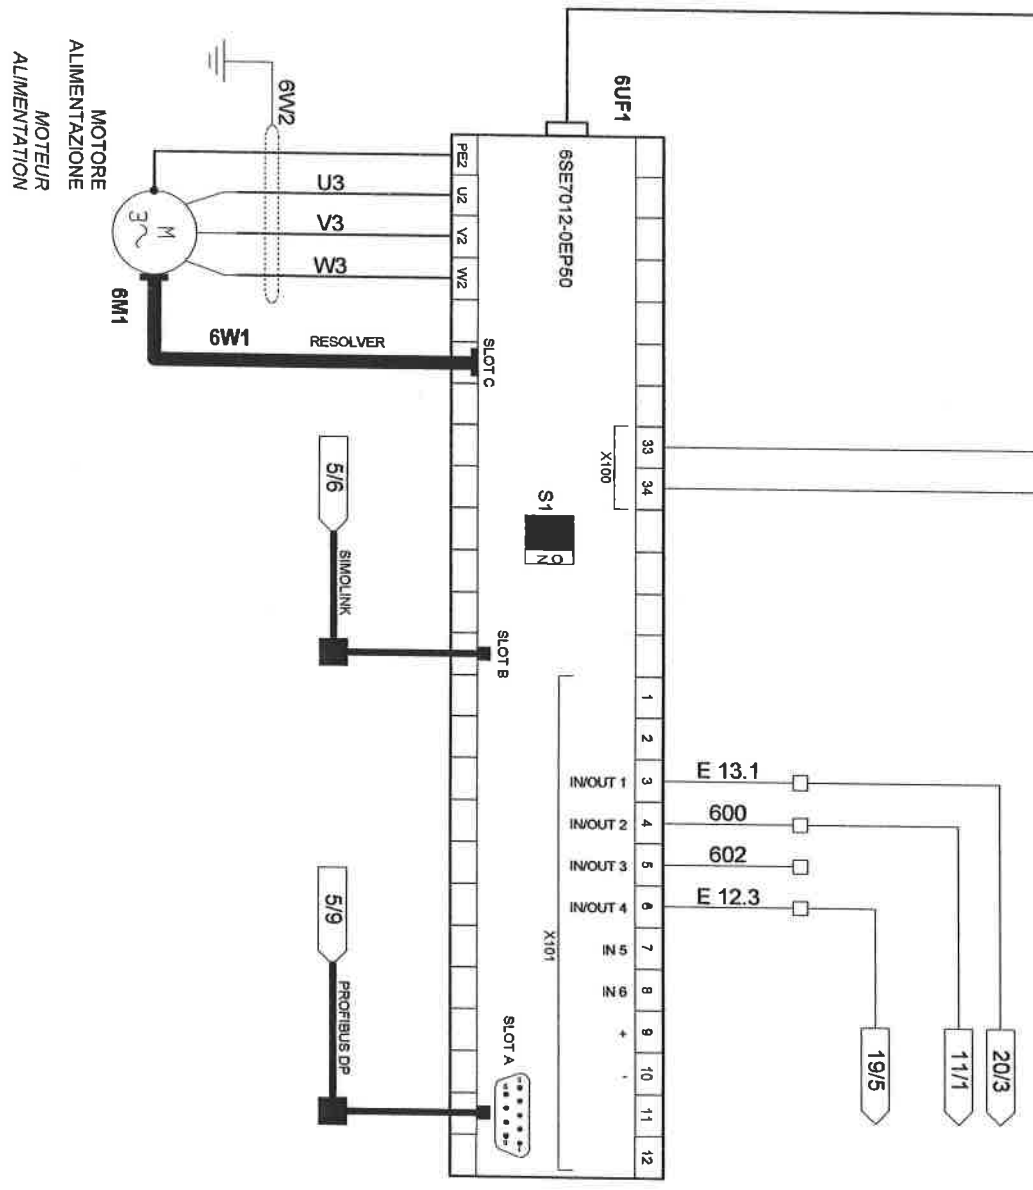 MOTORE
ALIMENTAZIONE
MOTEUR
ALIMENTATION
6W2
6UF1
6SE7012-0EP50
PE2
U2
V2
W2
U3
V3
W3
M
3~
6M1
6W1
RESOLVER
SLOT C
33
34
X100
S1
ON
5/6
SIMOLINK
SLOT B
1
2
3
4
5
6
7
8
9
10
11
12
IN/OUT 1
IN/OUT 2
IN/OUT 3
IN/OUT 4
IN 5
IN 6
+
-
X101
E 13.1
600
602
E 12.3
20/3
11/1
19/5
5/9
PROFIBUS DP
SLOT A